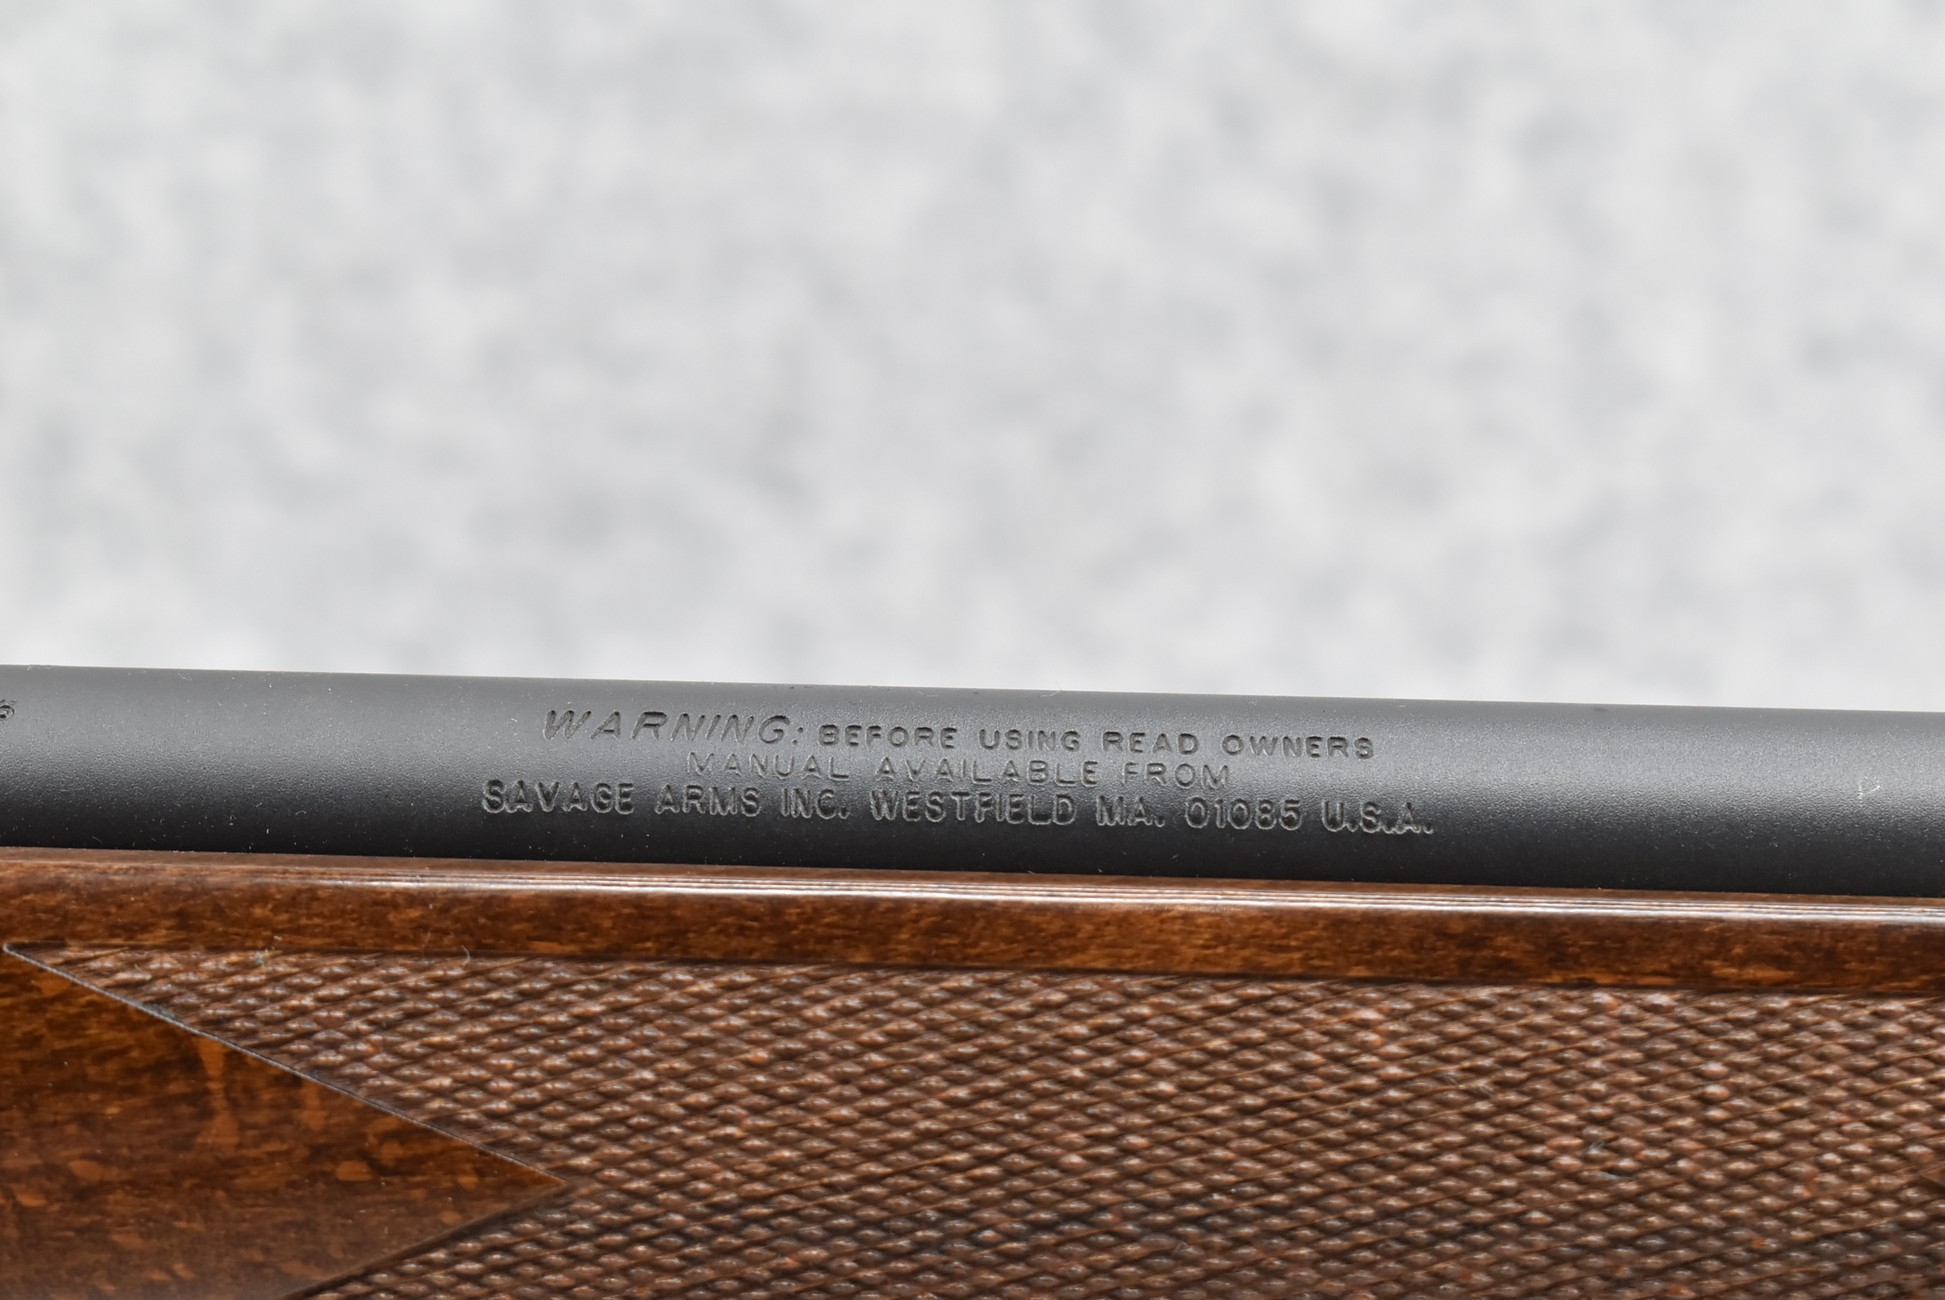 WARNING: BEFORE USING READ OWNERS
MANUAL AVAILABLE FROM
SAVAGE ARMS INC. WESTFIELD MA. 01085 U.S.A.